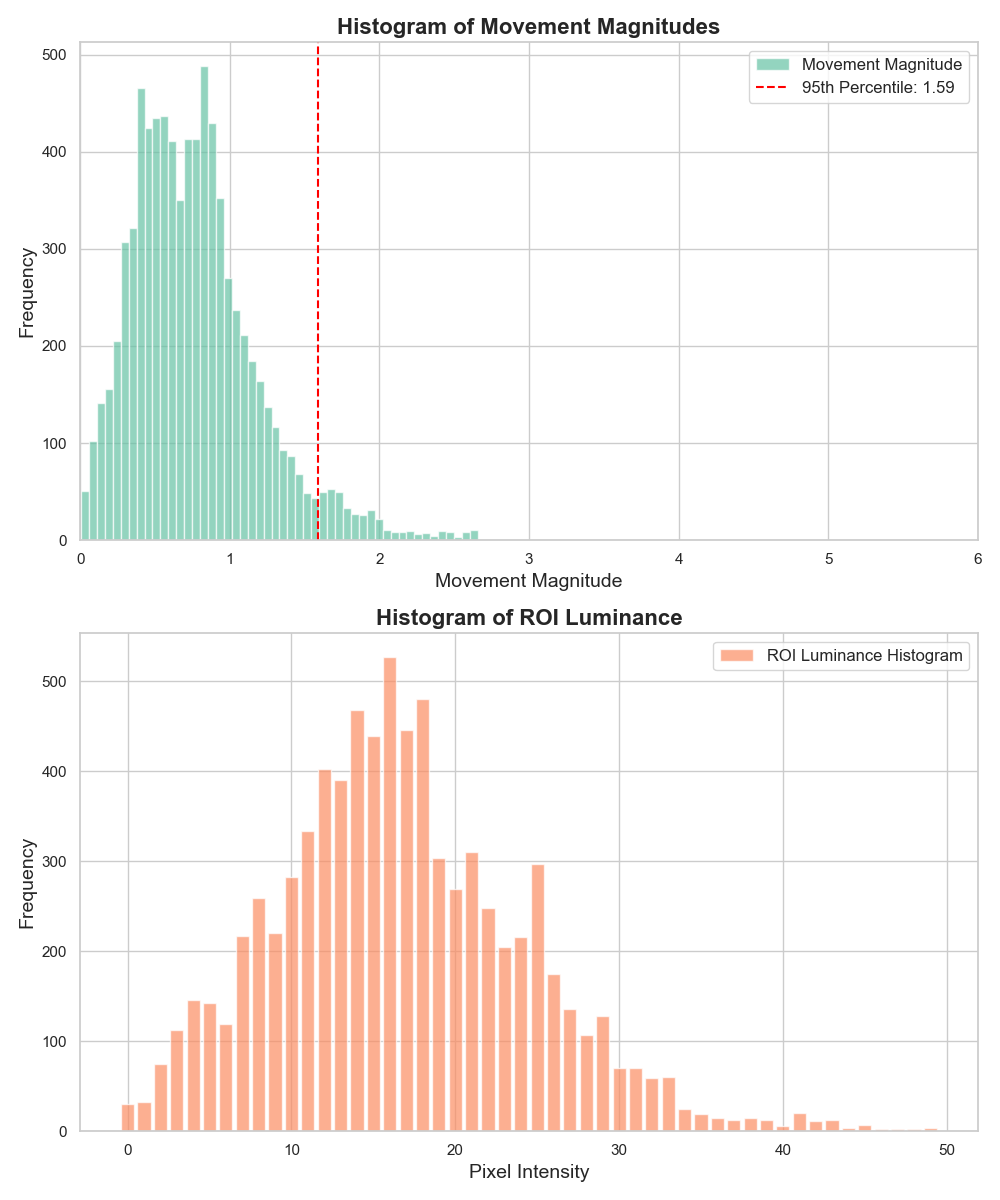 Histogram of Movement Magnitudes
500
400
300
200
100
0
Frequency
Movement Magnitude
95th Percentile: 1.59
0 1 2 3 4 5 6
Movement Magnitude
Histogram of ROI Luminance
500
400
300
200
100
0
Frequency
ROI Luminance Histogram
0 10 20 30 40 50
Pixel Intensity